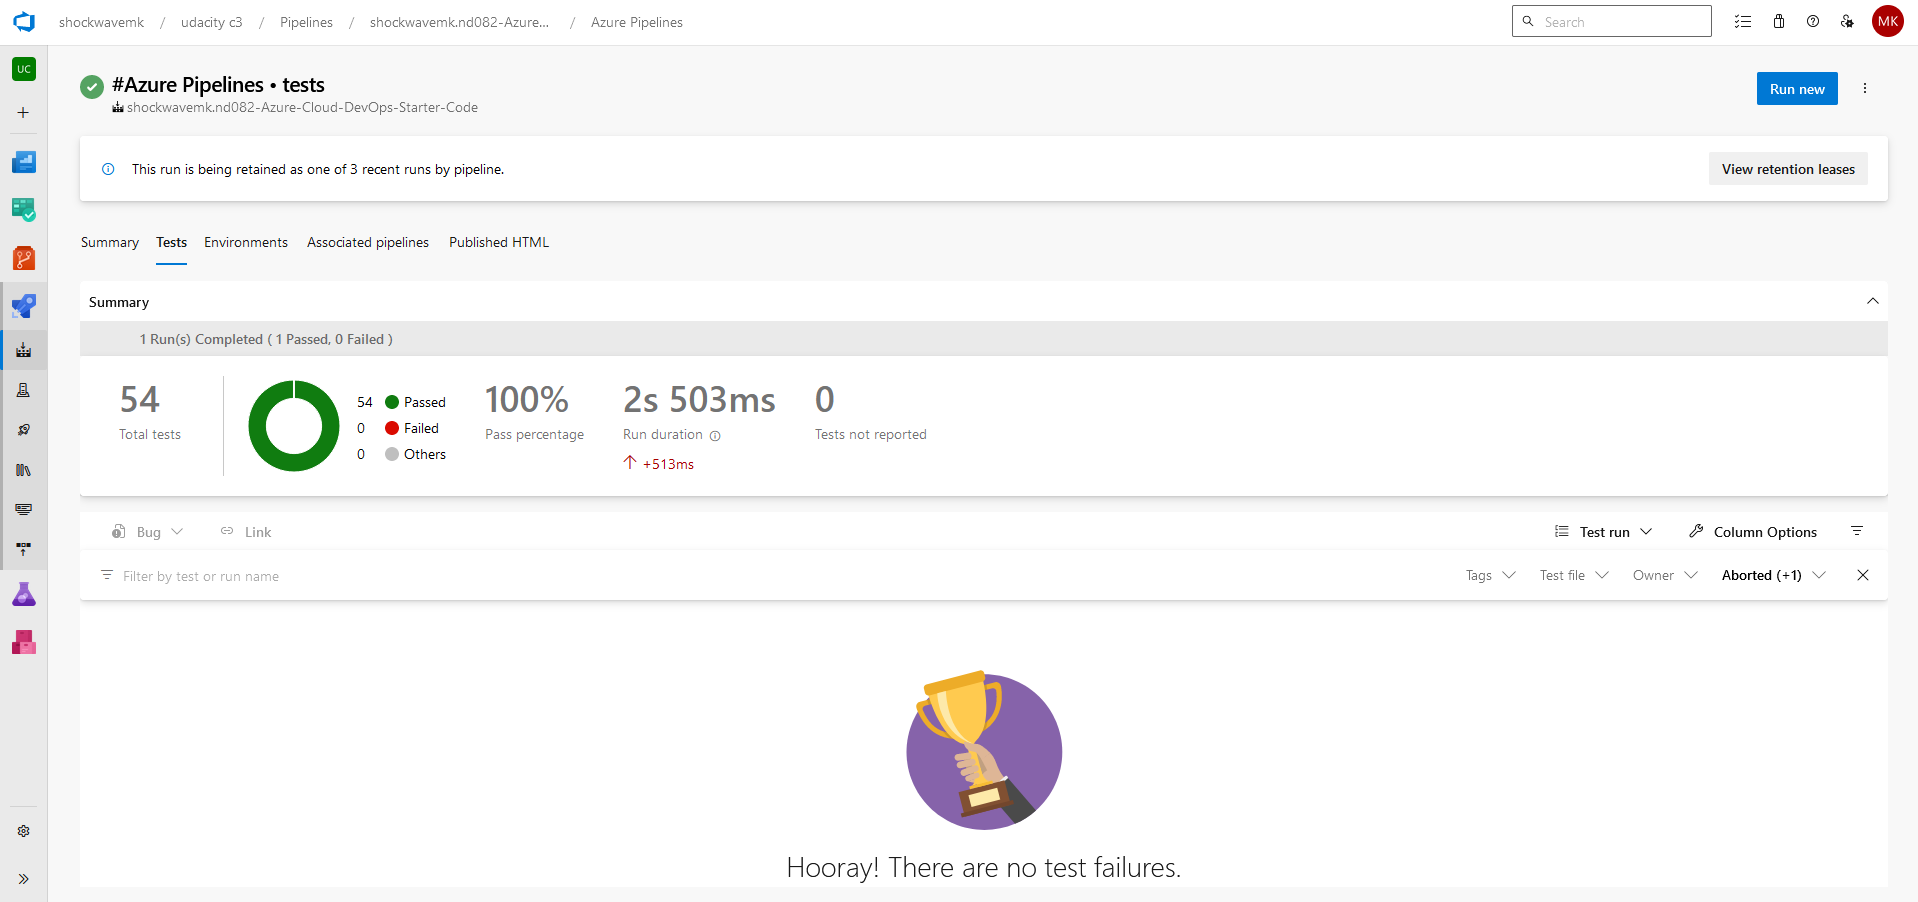 shockwavemk / udacity c3 / Pipelines / shockwavemk.nd082-Azure... / Azure Pipelines
Search
MK
UC
#Azure Pipelines • tests
shockwavemk.nd082-Azure-Cloud-DevOps-Starter-Code
Run new
This run is being retained as one of 3 recent runs by pipeline.
View retention leases
Summary Tests Environments Associated pipelines Published HTML
Summary
1 Run(s) Completed ( 1 Passed, 0 Failed )
54
Total tests
54 Passed
0 Failed
0 Others
100%
Pass percentage
2s 503ms
Run duration
+513ms
0
Tests not reported
Bug Link
Test run Column Options
Filter by test or run name
Tags Test file Owner Aborted (+1)
Hooray! There are no test failures.